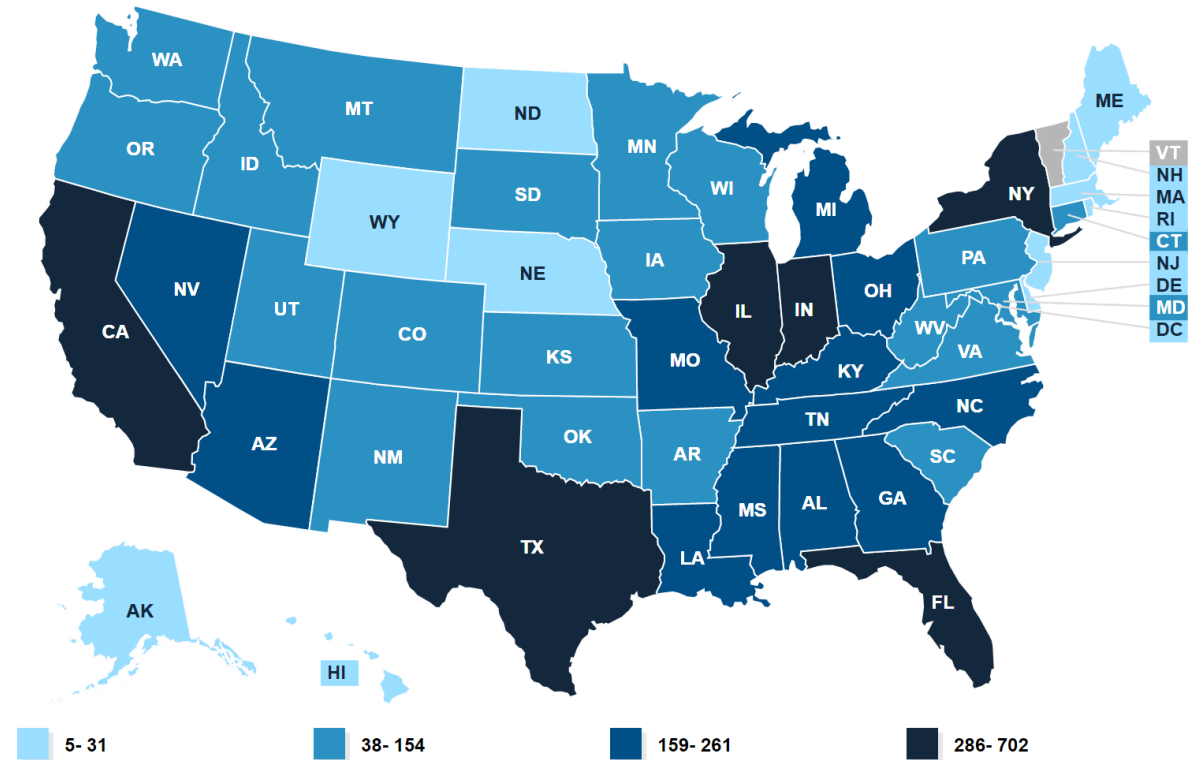 WA
MT
ND
MN
ME
OR
ID
SD
WI
MI
NY
VT
NH
MA
RI
CT
NJ
DE
MD
DC
WY
NE
IA
PA
NV
UT
CO
KS
MO
IL
IN
OH
WV
VA
KY
CA
AZ
NM
OK
AR
TN
NC
SC
MS
AL
GA
TX
LA
FL
AK
HI
5- 31
38- 154
159- 261
286- 702